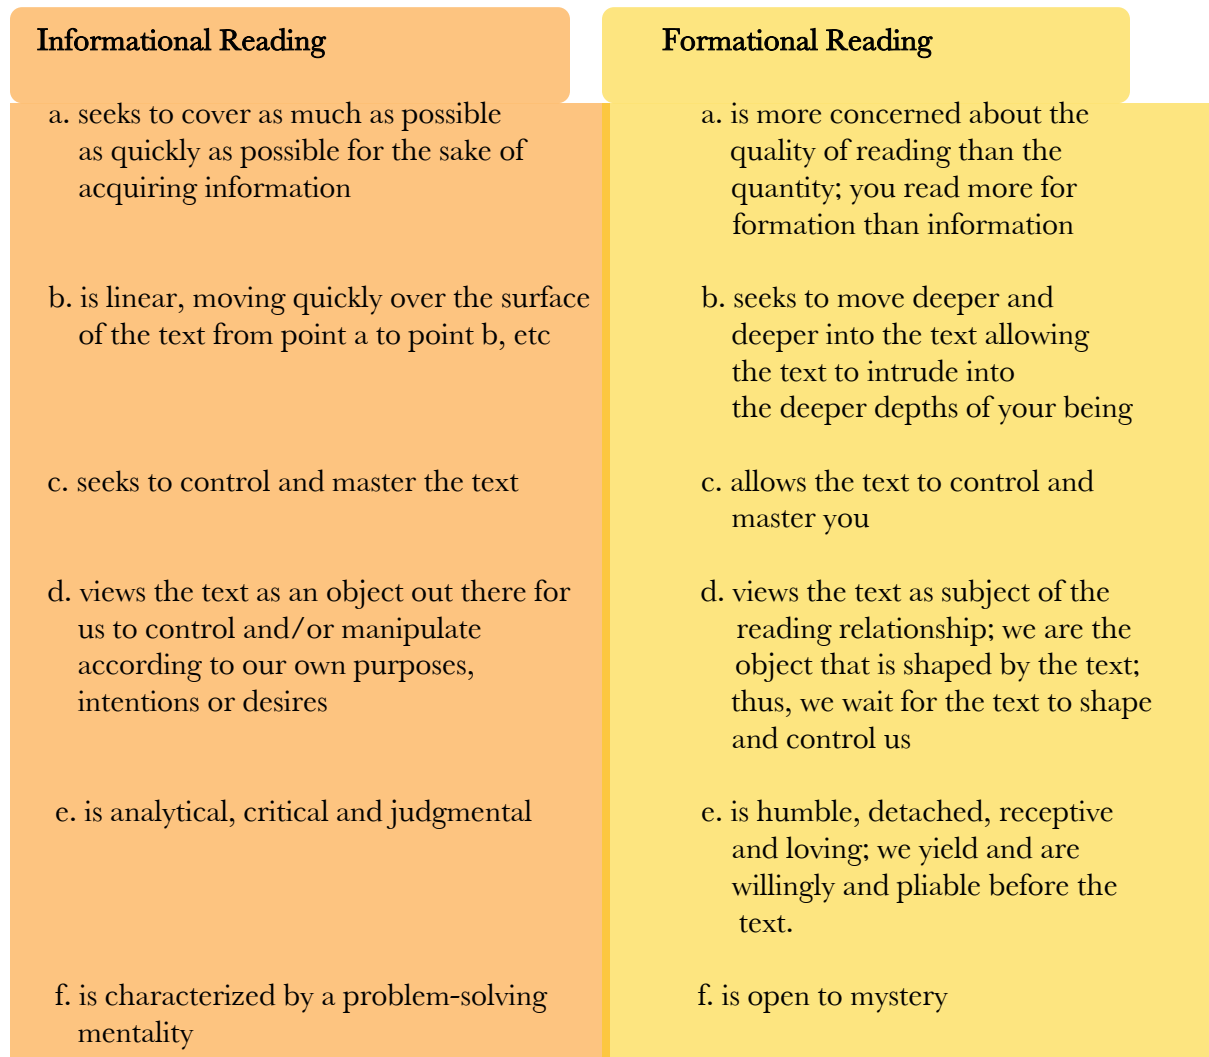 Informational Reading
a. seeks to cover as much as possible
as quickly as possible for the sake of
acquiring information
b. is linear, moving quickly over the surface
of the text from point a to point b, etc
c. seeks to control and master the text
d. views the text as an object out there for
us to control and/or manipulate
according to our own purposes,
intentions or desires
e. is analytical, critical and judgmental
f. is characterized by a problem-solving
mentality
Formational Reading
a. is more concerned about the
quality of reading than the
quantity; you read more for
formation than information
b. seeks to move deeper and
deeper into the text allowing
the text to intrude into
the deeper depths of your being
c. allows the text to control and
master you
d. views the text as subject of the
reading relationship; we are the
object that is shaped by the text;
thus, we wait for the text to shape
and control us
e. is humble, detached, receptive
and loving; we yield and are
willingly and pliable before the
text.
f. is open to mystery